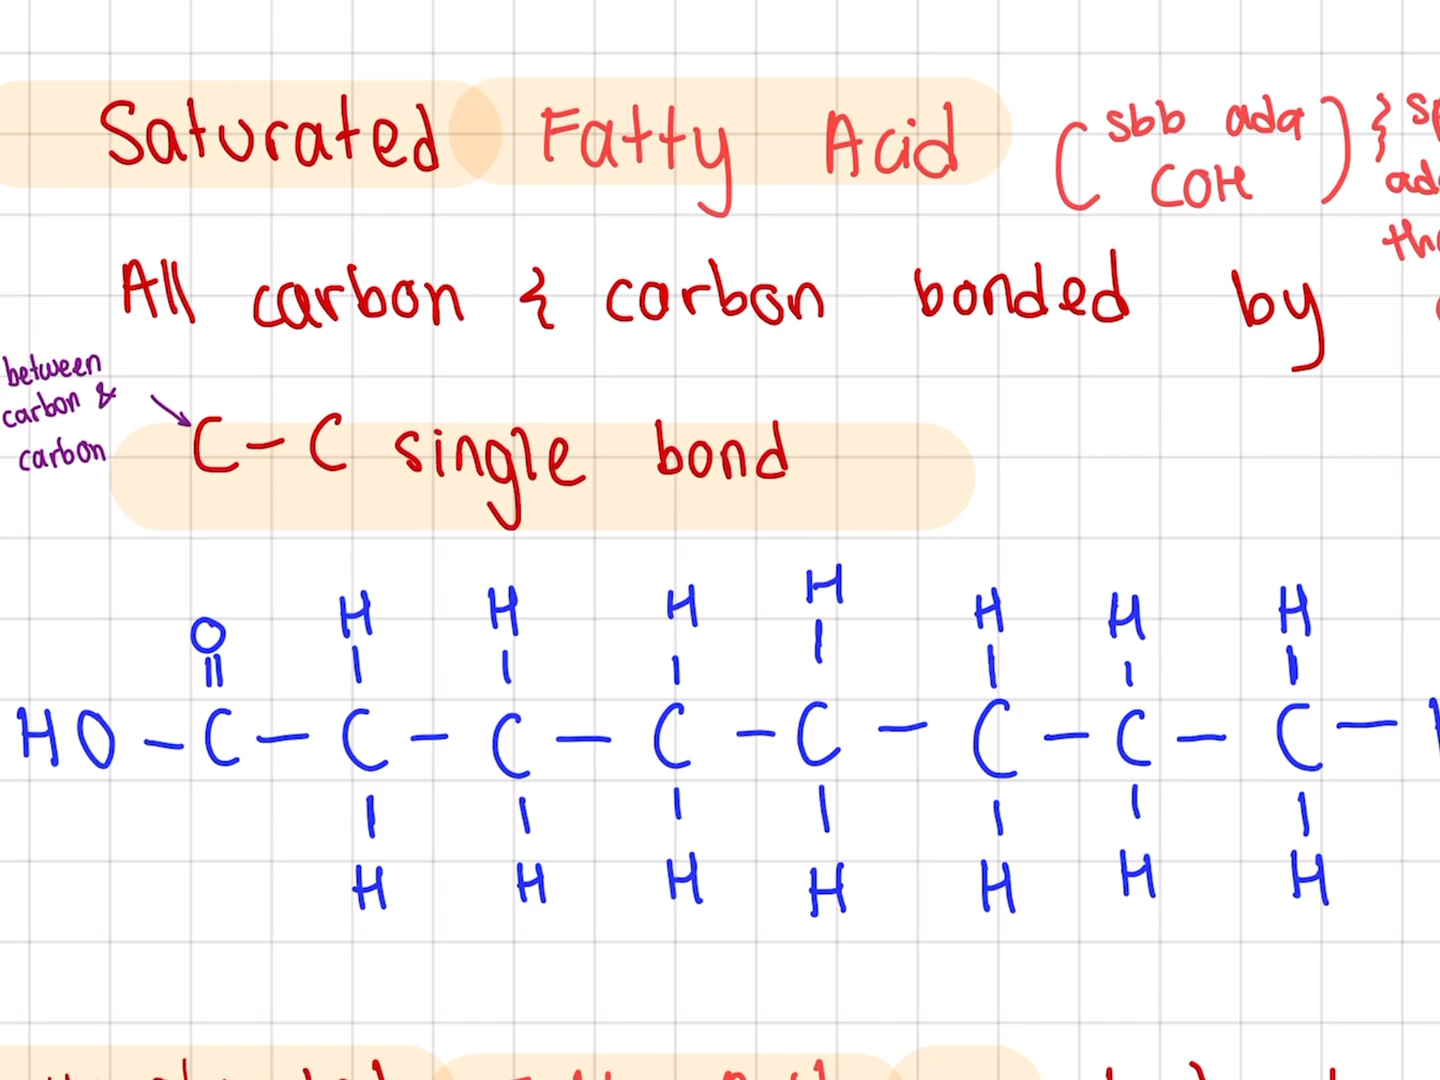 Saturated Fatty Acid (sbb ada COH) }
All carbon & carbon bonded by
between carbon & carbon
C – C single bond
O H H H H H H H
|| | | | | | | |
HO – C – C – C – C – C – C – C – C –
| | | | | | |
H H H H H H H